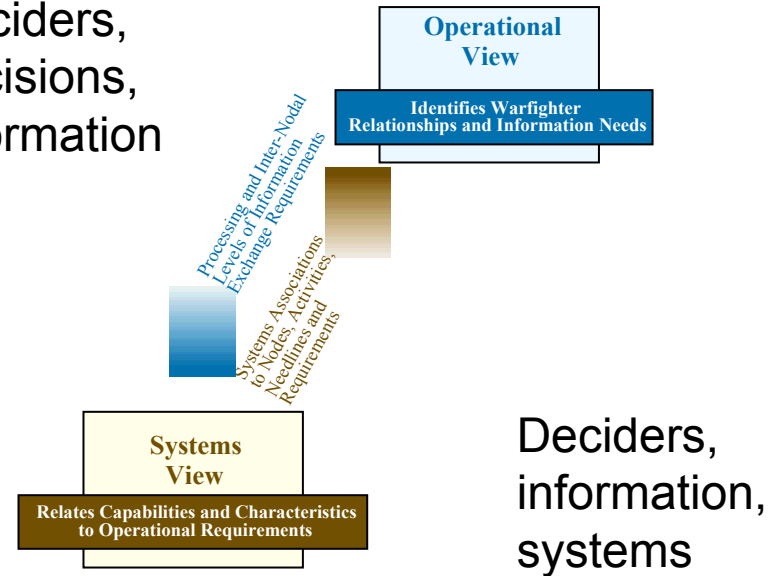 ciders,
cisions,
ormation
Operational
View
Identifies Warfighter
Relationships and Information Needs
Processing and Inter-Nodal
Levels of Information
Exchange Requirements
Systems Associations
to Nodes, Activities,
Needlines and
Requirements
Systems
View
Relates Capabilities and Characteristics
to Operational Requirements
Deciders,
information,
systems